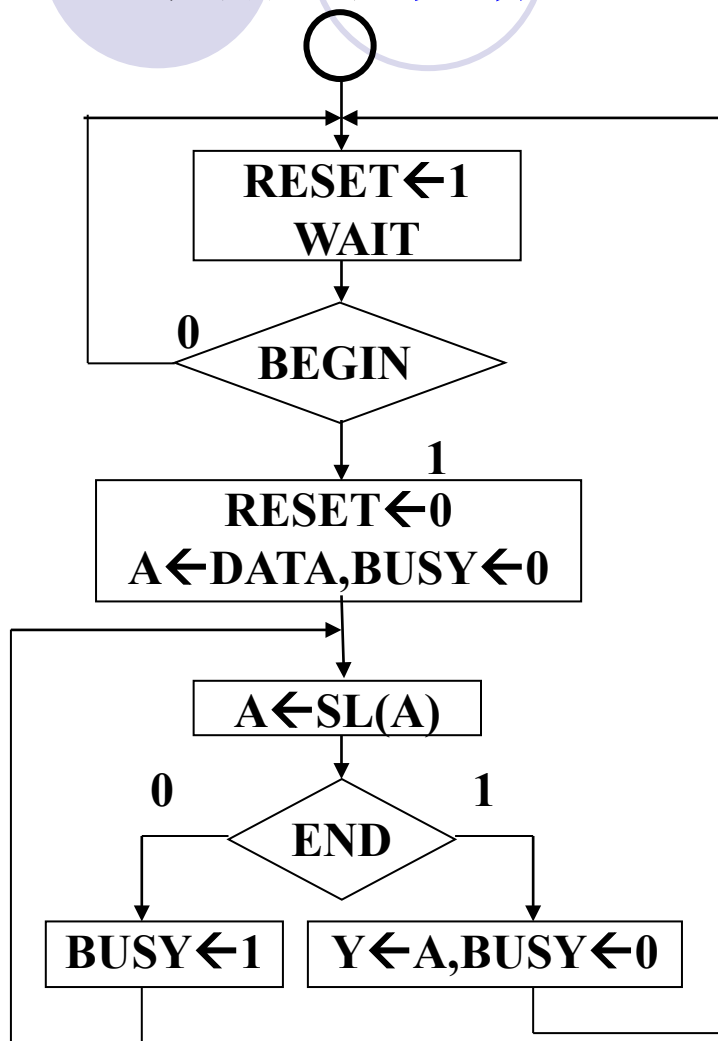 RESET←1
WAIT
0
BEGIN
1
RESET←0
A←DATA,BUSY←0
A←SL(A)
0
1
END
BUSY←1
Y←A,BUSY←0